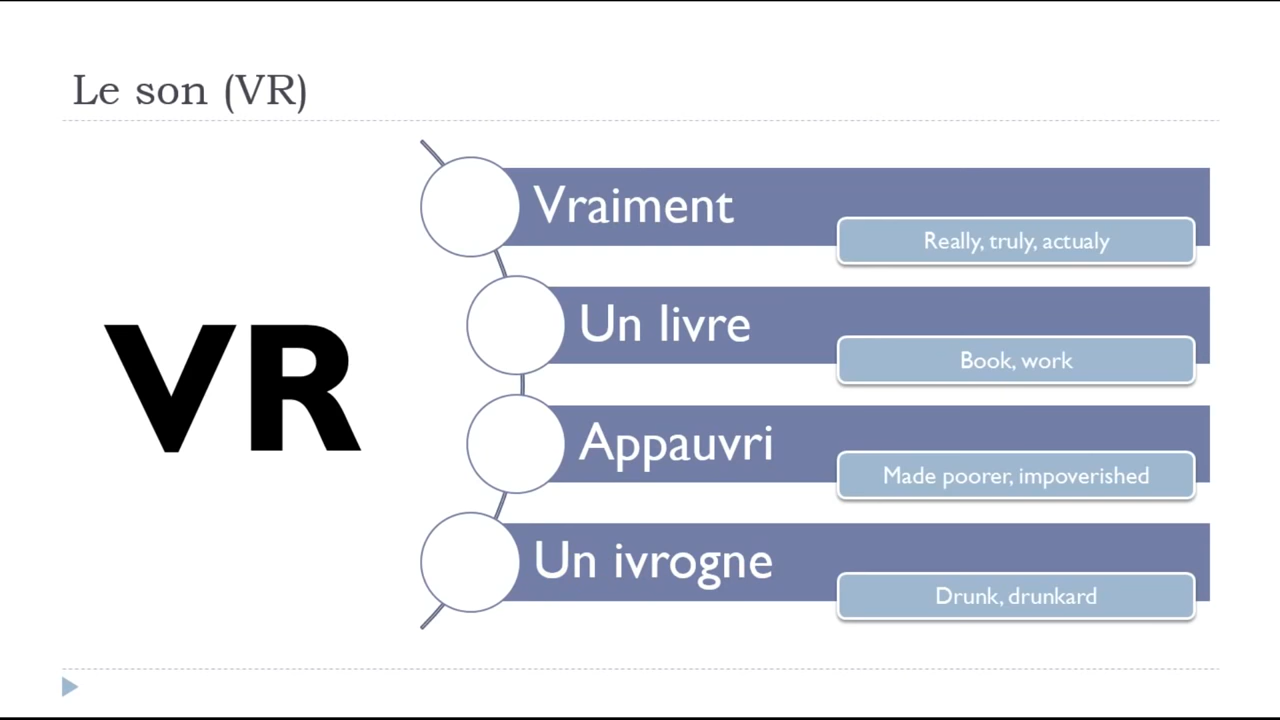 Le son (VR)
VR
Vraiment
Really, truly, actualy
Un livre
Book, work
Appauvri
Made poorer, impoverished
Un ivrogne
Drunk, drunkard